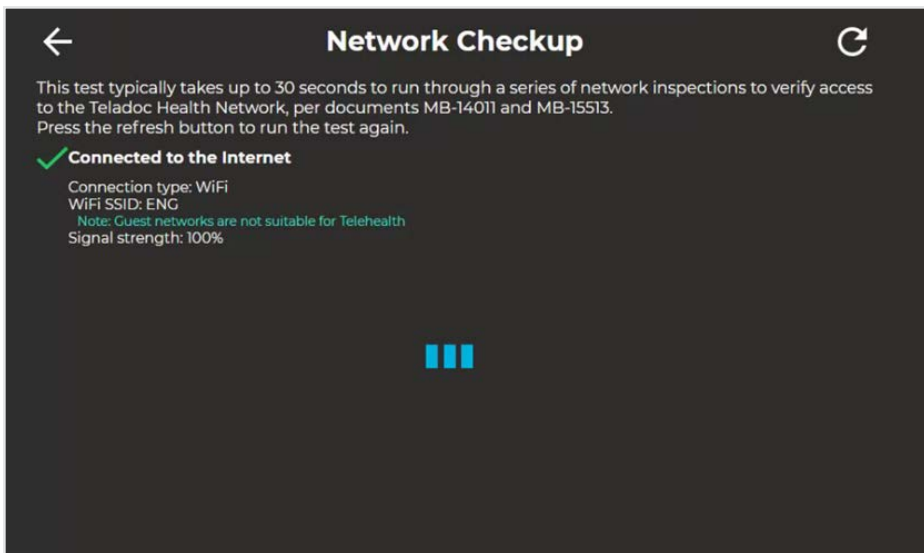 Network Checkup
This test typically takes up to 30 seconds to run through a series of network inspections to verify access
to the Teladoc Health Network, per documents MB-14011 and MB-15513.
Press the refresh button to run the test again.
Connected to the Internet
Connection type: WiFi
WiFi SSID: ENG
Note: Guest networks are not suitable for Telehealth
Signal strength: 100%